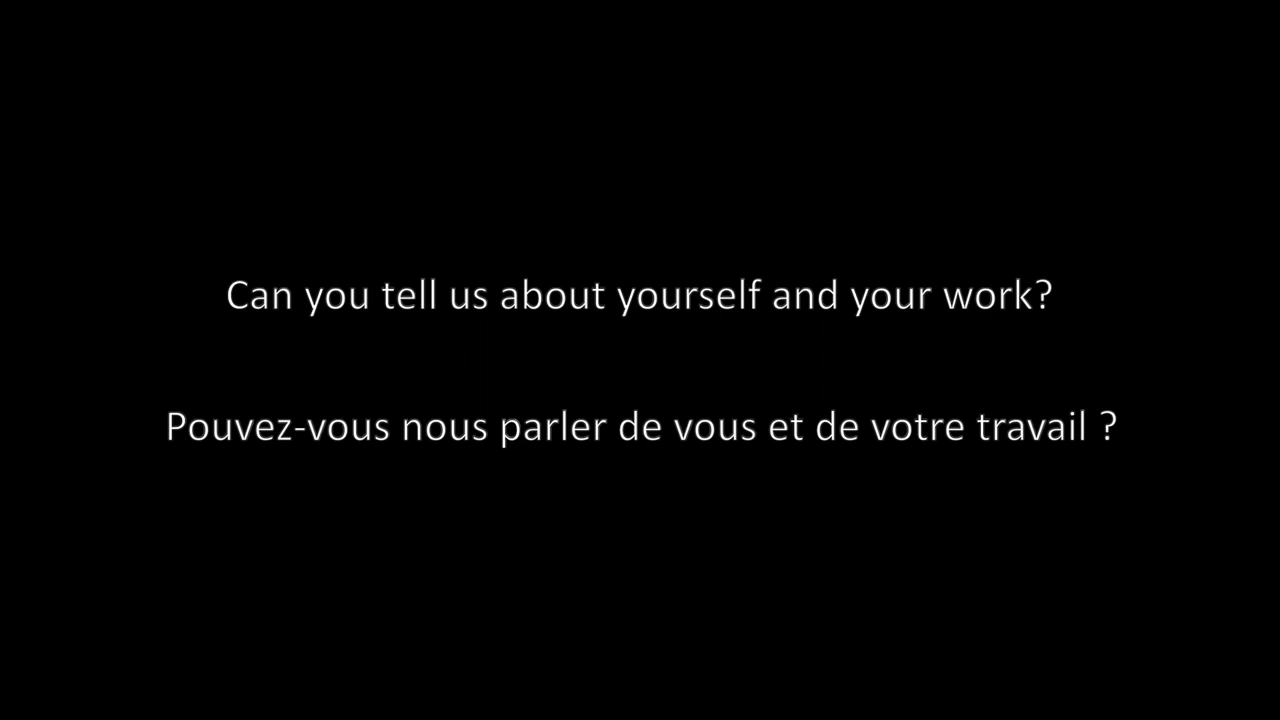 Can you tell us about yourself and your work?
Pouvez-vous nous parler de vous et de votre travail ?